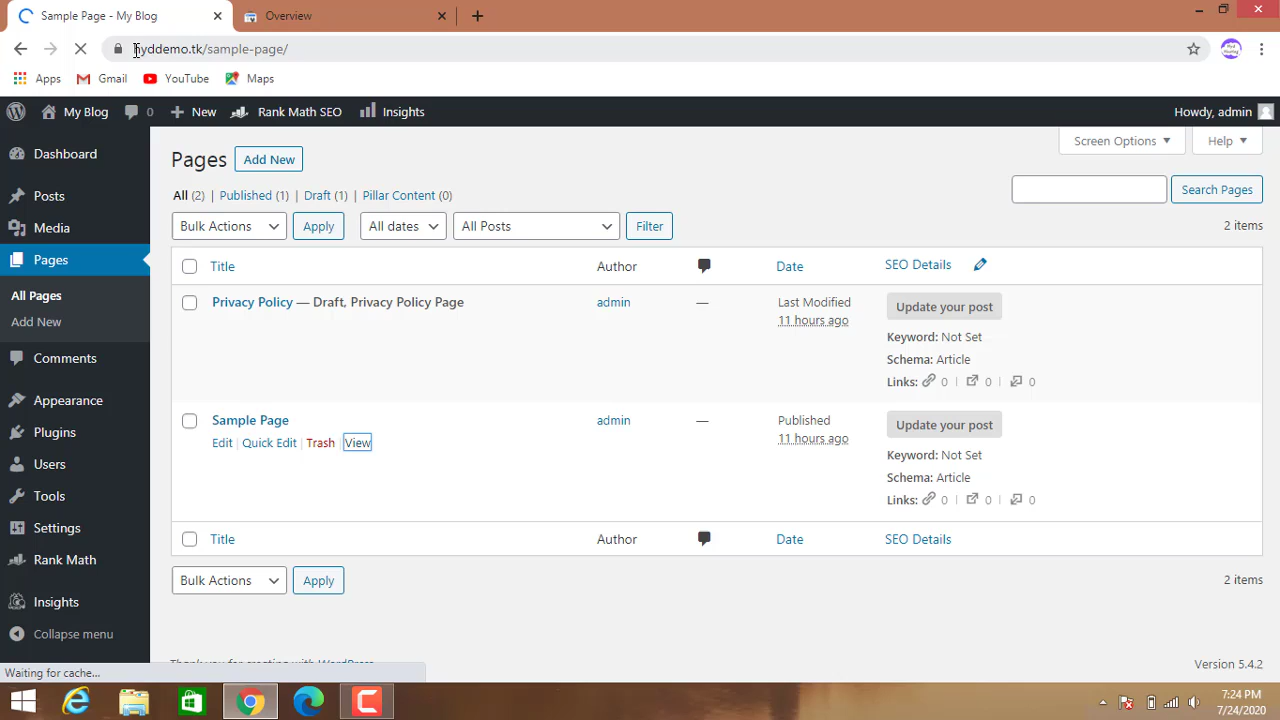 Sample Page - My Blog
Overview
hyddemo.tk/sample-page/
Apps
Gmail
YouTube
Maps
My Blog
0
New
Rank Math SEO
Insights
Howdy, admin
Dashboard
Posts
Media
Pages
All Pages
Add New
Comments
Appearance
Plugins
Users
Tools
Settings
Rank Math
Insights
Collapse menu
Pages
Add New
Screen Options
Help
All (2) | Published (1) | Draft (1) | Pillar Content (0)
Search Pages
Bulk Actions
Apply
All dates
All Posts
Filter
2 items
Title
Author
Date
SEO Details
Privacy Policy — Draft, Privacy Policy Page
admin
—
Last Modified
11 hours ago
Update your post
Keyword: Not Set
Schema: Article
Links: 0 | 0 | 0
Sample Page
Edit | Quick Edit | Trash | View
admin
—
Published
11 hours ago
Update your post
Keyword: Not Set
Schema: Article
Links: 0 | 0 | 0
Title
Author
Date
SEO Details
Bulk Actions
Apply
2 items
Thank you for creating with WordPress
Version 5.4.2
Waiting for cache...
7:24 PM
7/24/2020